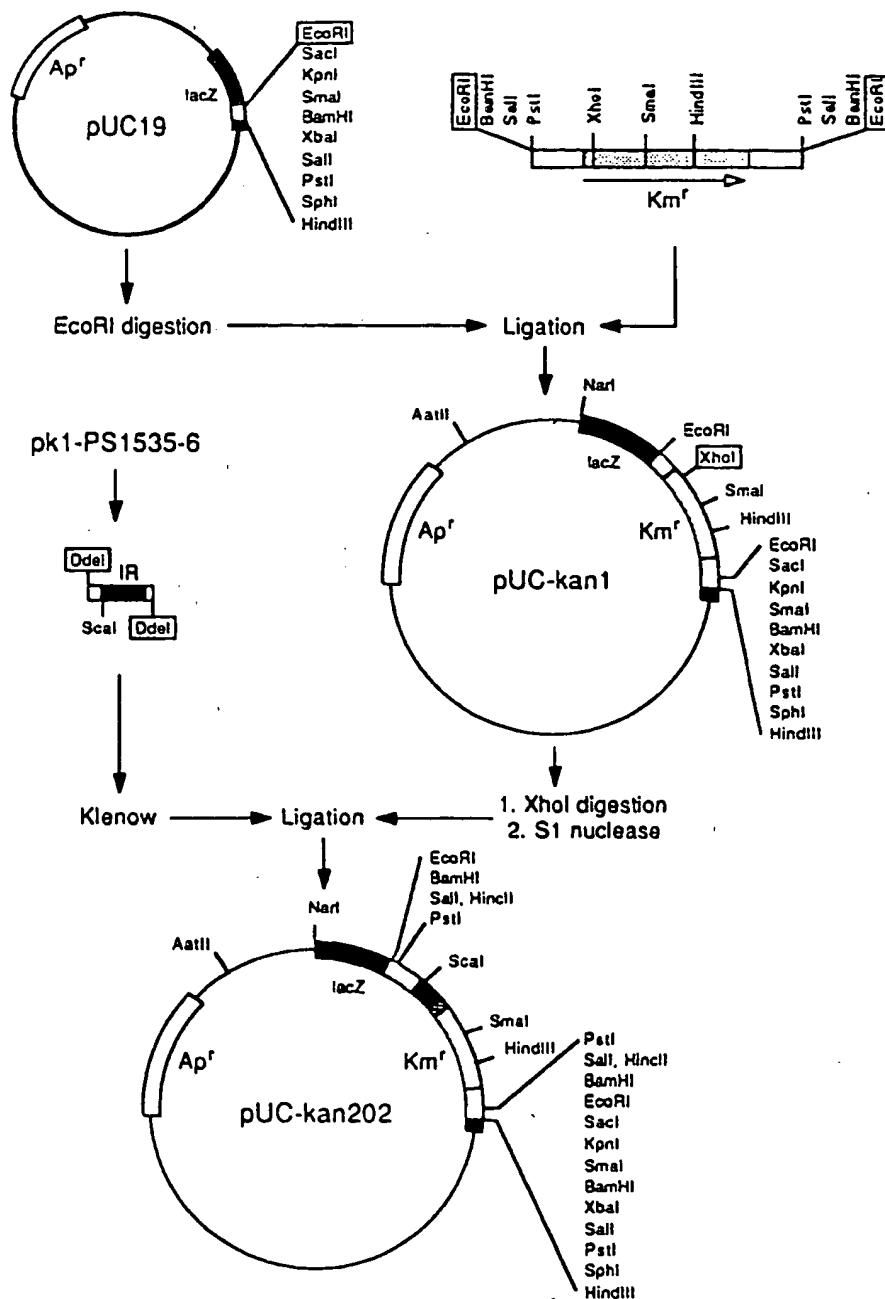 Ap^r
lacZ
pUC19
EcoRI
SacI
KpnI
SmaI
BamHI
XbaI
SalI
PstI
SphI
HindIII
EcoRI
BamHI
SalI
PstI
XhoI
SmaI
HindIII
PstI
SalI
BamHI
EcoRI
Km^r
EcoRI digestion
Ligation
pk1-PS1535-6
DdeI
IR
ScaI
DdeI
NarI
AatII
lacZ
EcoRI
XhoI
SmaI
HindIII
Ap^r
Km^r
pUC-kan1
EcoRI
SacI
KpnI
SmaI
BamHI
XbaI
SalI
PstI
SphI
HindIII
Klenow
Ligation
1. XhoI digestion
2. S1 nuclease
NarI
EcoRI
BamHI
SalI, HincII
PstI
AatII
lacZ
ScaI
SmaI
HindIII
Ap^r
Km^r
pUC-kan202
PstI
SalI, HincII
BamHI
EcoRI
SacI
KpnI
SmaI
BamHI
XbaI
SalI
PstI
SphI
HindIII